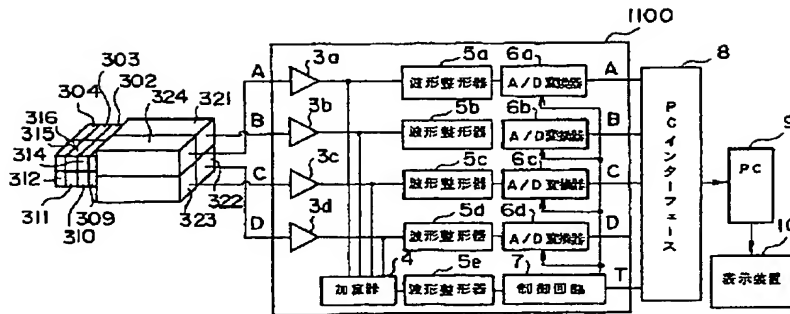 1100
303
304
302
316
315
314
312
311
310
309
324
321
322
323
A
B
C
D
3a
3b
3c
3d
4
加算器
5a
波形整形器
5b
波形整形器
5c
波形整形器
5d
波形整形器
5e
波形整形器
6a
A/D変換器
6b
A/D変換器
6c
A/D変換器
6d
A/D変換器
7
制御回路
A
B
C
D
T
8
PCインターフェース
9
PC
10
表示装置